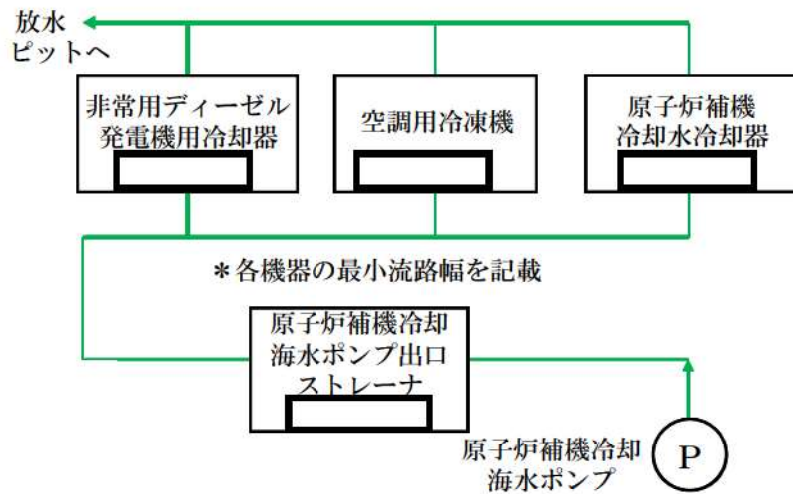 放水
ピットへ
非常用ディーゼル
発電機用冷却器
空調用冷凍機
原子炉補機
冷却水冷却器
＊各機器の最小流路幅を記載
原子炉補機冷却
海水ポンプ出口
ストレーナ
原子炉補機冷却
海水ポンプ
P